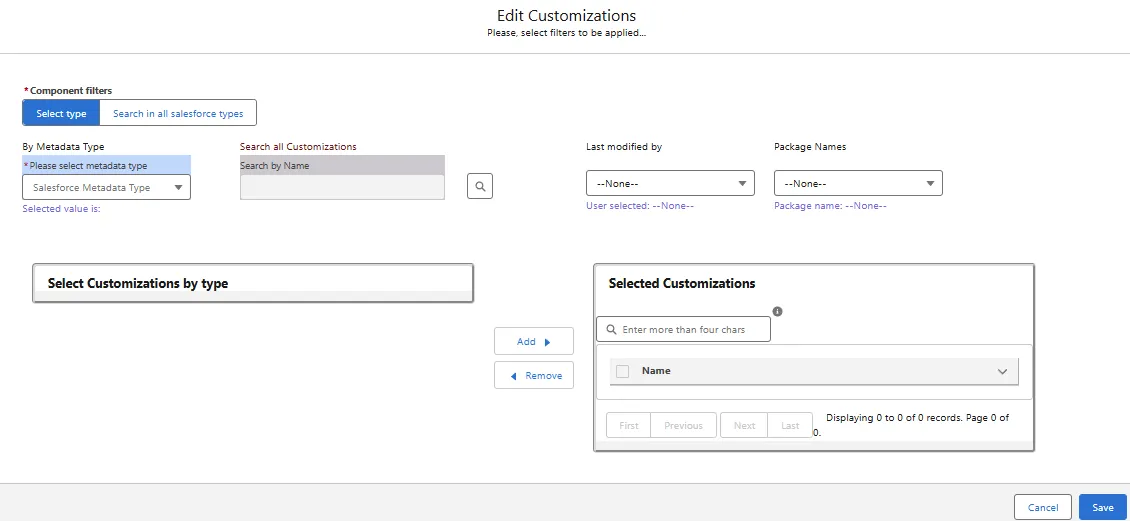 Edit Customizations
Please, select filters to be applied...
*Component filters
Select type
Search in all salesforce types
By Metadata Type
*Please select metadata type
Salesforce Metadata Type
Selected value is:
Search all Customizations
Search by Name
Last modified by
--None--
User selected: --None--
Package Names
--None--
Package name: --None--
Select Customizations by type
Add
Remove
Selected Customizations
Enter more than four chars
Name
First
Previous
Next
Last
Displaying 0 to 0 of 0 records. Page 0 of
0.
Cancel
Save